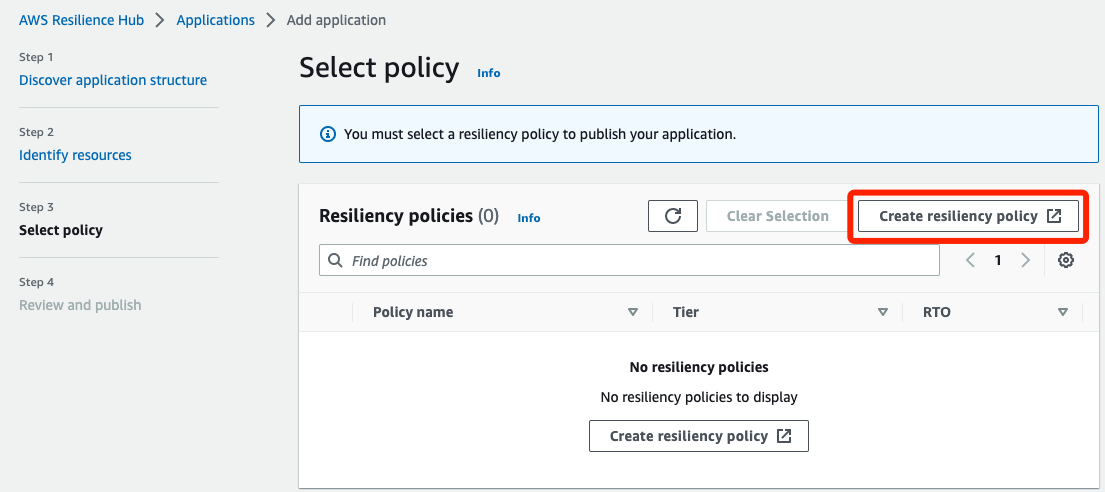 AWS Resilience Hub > Applications > Add application
Step 1
Discover application structure
Step 2
Identify resources
Step 3
Select policy
Step 4
Review and publish
Select policy Info
You must select a resiliency policy to publish your application.
Resiliency policies (0) Info
Clear Selection
Create resiliency policy
Find policies
1
Policy name Tier RTO
No resiliency policies
No resiliency policies to display
Create resiliency policy